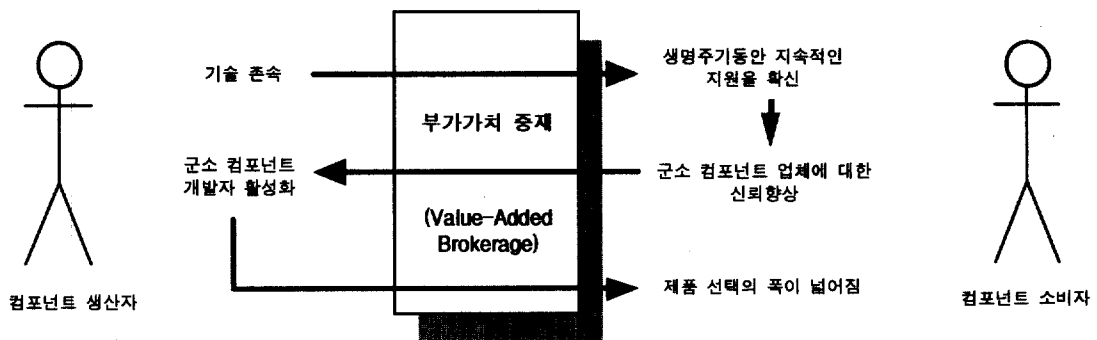 기술 존속
생명주기동안 지속적인
지원을 확신
부가가치 중재
군소 컴포넌트
개발자 활성화
군소 컴포넌트 업체에 대한
신뢰향상
(Value-Added
Brokerage)
제품 선택의 폭이 넓어짐
컴포넌트 생산자
컴포넌트 소비자